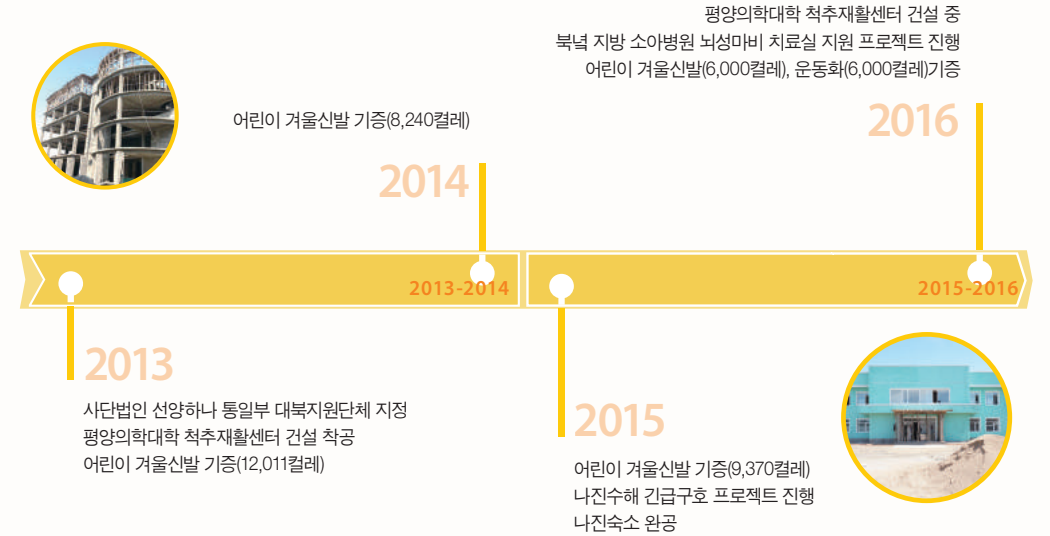 평양의학대학 척추재활센터 건설 중
북녘 지방 소아병원 뇌성마비 치료실 지원 프로젝트 진행
어린이 겨울신발(6,000켤레), 운동화(6,000켤레)기증
2016
어린이 겨울신발 기증(8,240켤레)
2014
2013-2014
2015-2016
2013
사단법인 선양하나 통일부 대북지원단체 지정
평양의학대학 척추재활센터 건설 착공
어린이 겨울신발 기증(12,011컬레)
2015
어린이 겨울신발 기증(9,370켤레)
나진수해 긴급구호 프로젝트 진행
나진숙소 완공